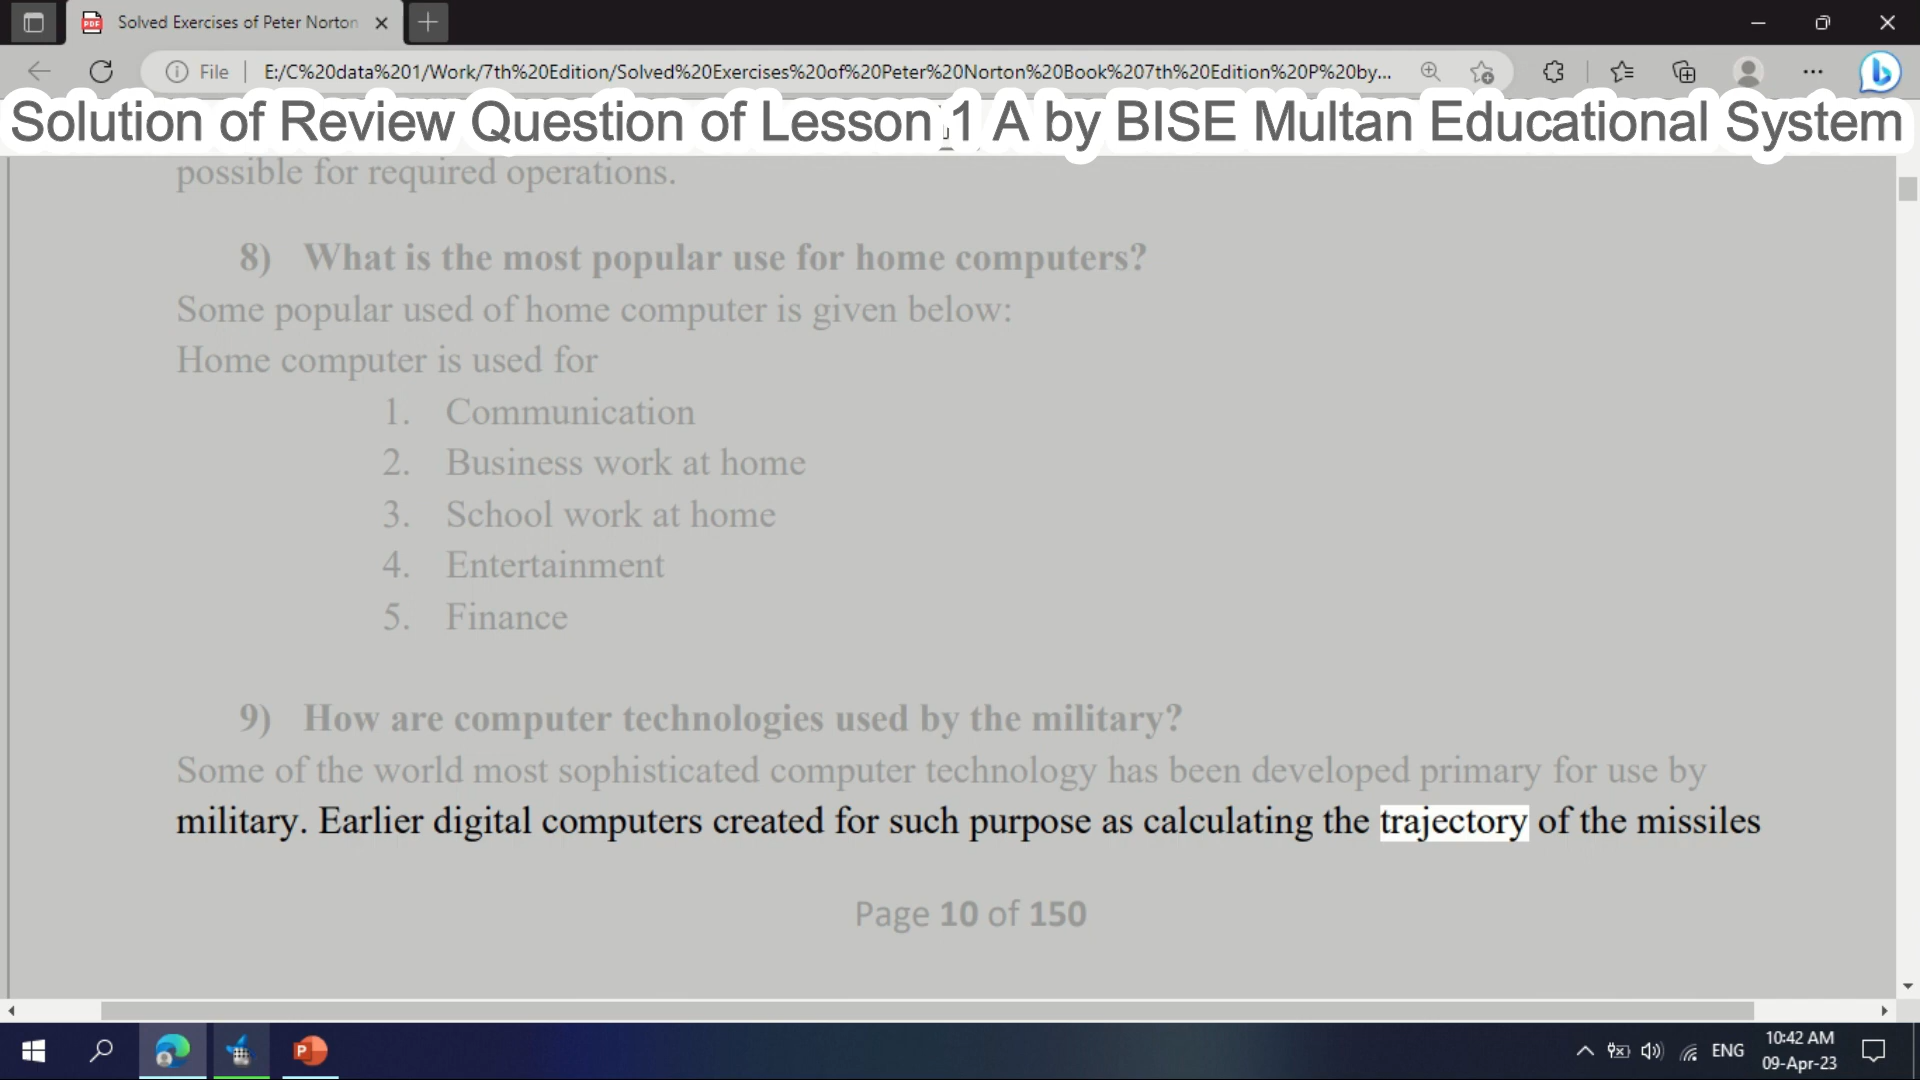 Solved Exercises of Peter Norton
File
E:/C%20data%201/Work/7th%20Edition/Solved%20Exercises%20of%20Peter%20Norton%20Book%207th%20Edition%20P%20by...
Solution of Review Question of Lesson 1 A by BISE Multan Educational System
possible for required operations.
8) What is the most popular use for home computers?
Some popular used of home computer is given below:
Home computer is used for
1. Communication
2. Business work at home
3. School work at home
4. Entertainment
5. Finance
9) How are computer technologies used by the military?
Some of the world most sophisticated computer technology has been developed primary for use by
military. Earlier digital computers created for such purpose as calculating the trajectory of the missiles
Page 10 of 150
ENG
10:42 AM
09-Apr-23